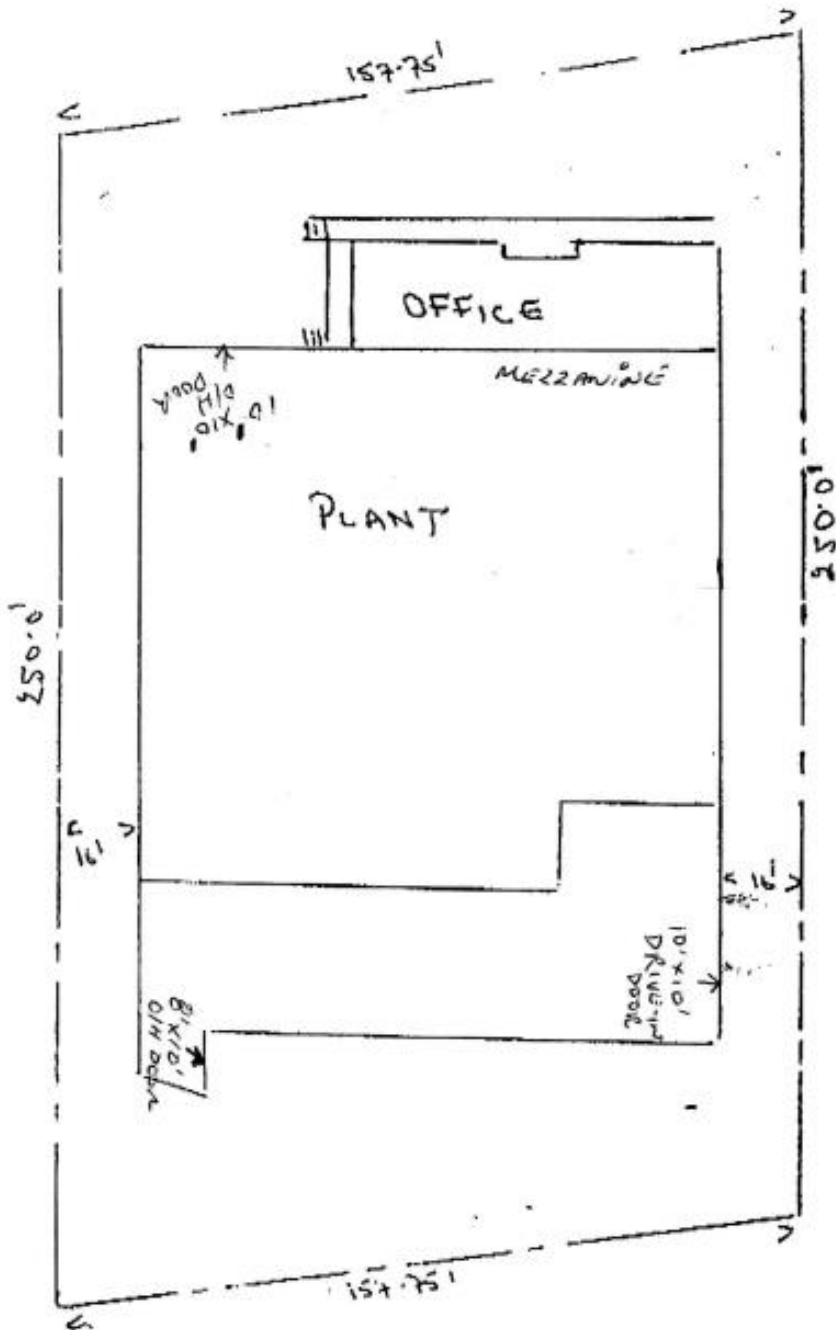 157.75'
OFFICE
MEZZANINE
10'X10'
O/H
DOOR
PLANT
250.0'
250.0'
16'
16'
10'X10'
DRIVE-IN
DOOR
8'X10'
O/H DOOR
157.75'